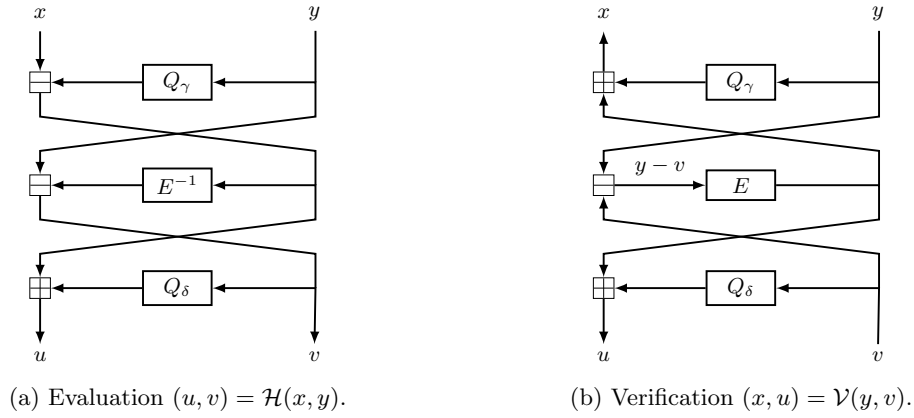 x y x y
Q_γ Q_γ
y − v
E^{−1} E
Q_δ Q_δ
u v u v
(a) Evaluation (u, v) = ℋ(x, y). (b) Verification (x, u) = 𝒱(y, v).